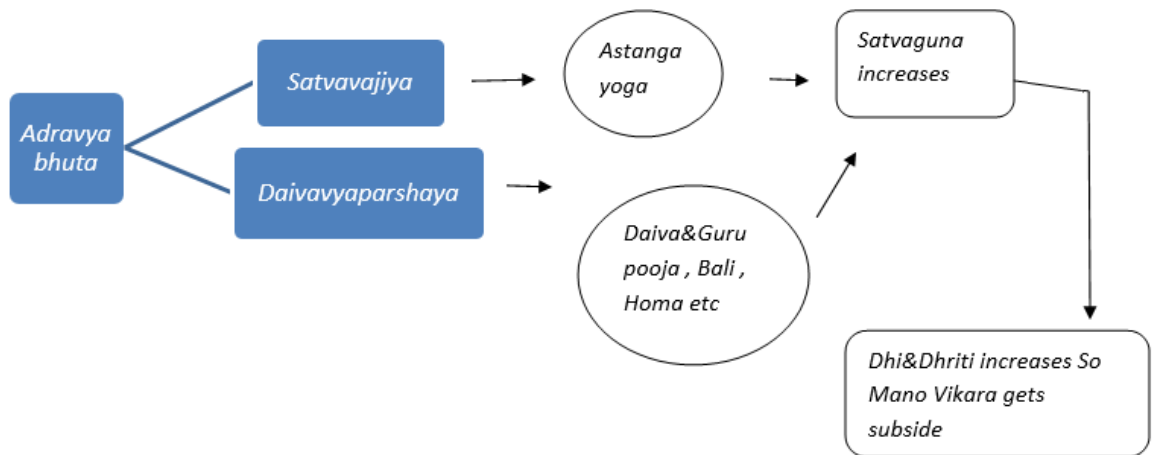 Adravya
bhuta
Satvavajiya
Daivavyaparshaya
Astanga
yoga
Daiva&Guru
pooja , Bali ,
Homa etc
Satvaguna
increases
Dhi&Dhriti increases So
Mano Vikara gets
subside